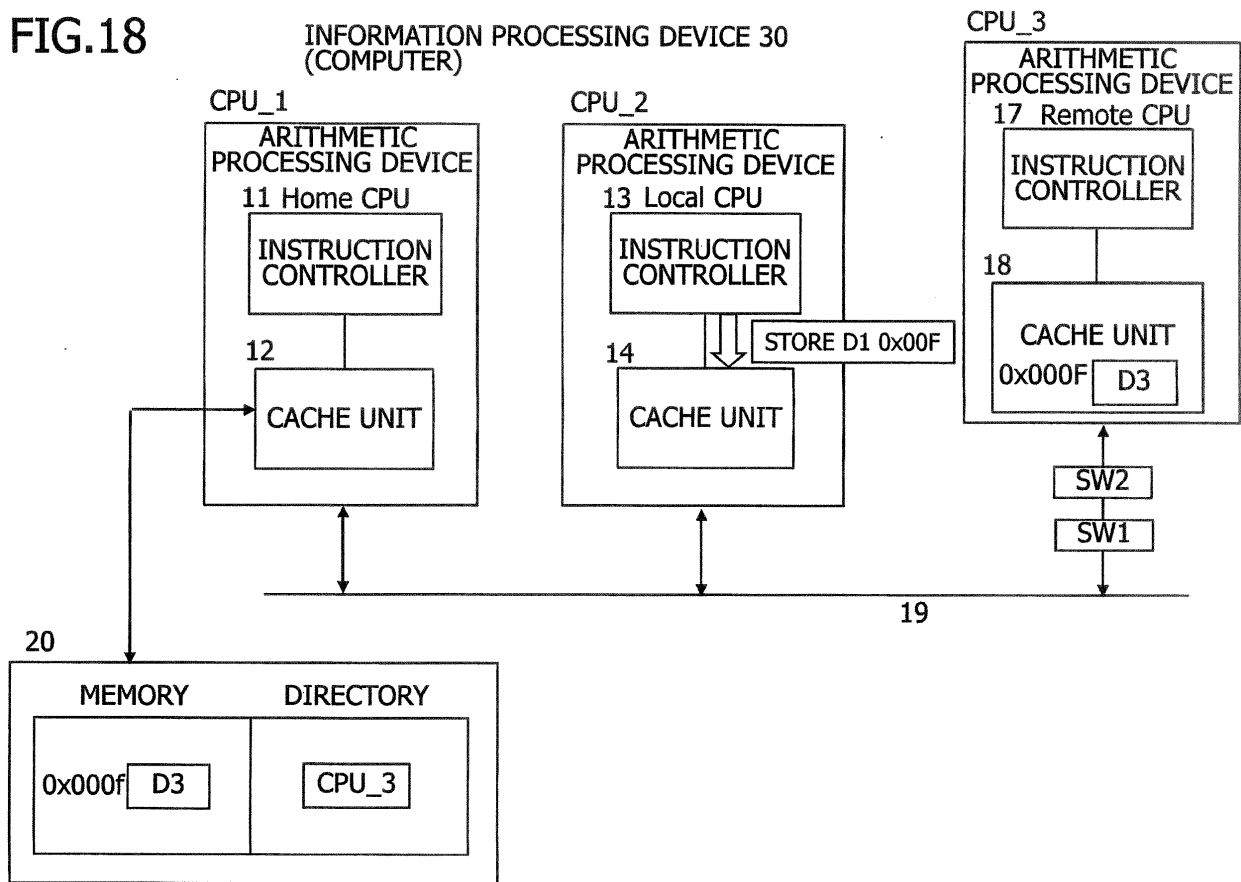 FIG.18
INFORMATION PROCESSING DEVICE 30
(COMPUTER)
CPU_1
ARITHMETIC
PROCESSING DEVICE
11 Home CPU
INSTRUCTION
CONTROLLER
12
CACHE UNIT
CPU_2
ARITHMETIC
PROCESSING DEVICE
13 Local CPU
INSTRUCTION
CONTROLLER
STORE D1 0x00F
14
CACHE UNIT
CPU_3
ARITHMETIC
PROCESSING DEVICE
17 Remote CPU
INSTRUCTION
CONTROLLER
18
CACHE UNIT
0x000F D3
SW2
SW1
19
20
MEMORY DIRECTORY
0x000f D3 CPU_3